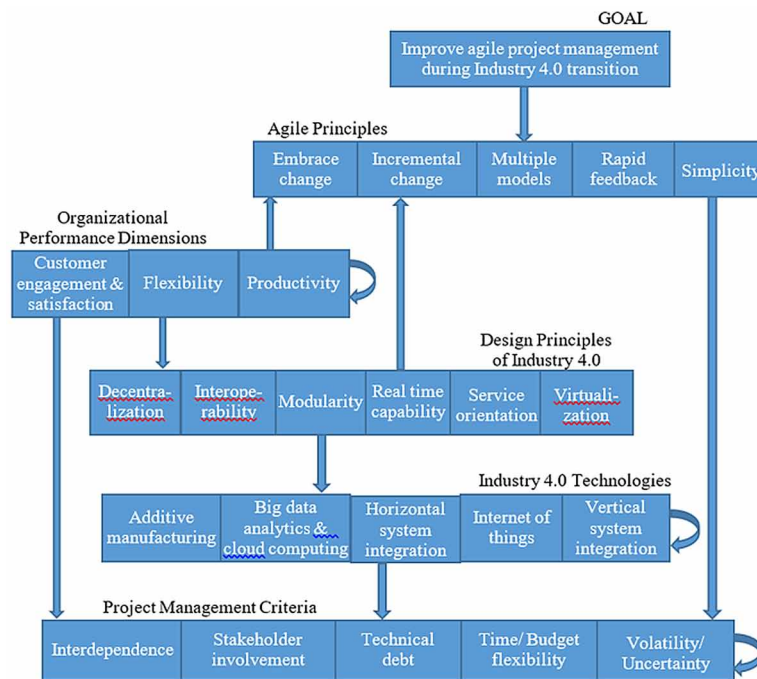 GOAL
Improve agile project management
during Industry 4.0 transition
Agile Principles
Embrace
change
Incremental
change
Multiple
models
Rapid
feedback
Simplicity
Organizational
Performance Dimensions
Customer
engagement &
satisfaction
Flexibility
Productivity
Design Principles
of Industry 4.0
Decentra-
lization
Interope-
rability
Modularity
Real time
capability
Service
orientation
Virtuali-
zation
Industry 4.0 Technologies
Additive
manufacturing
Big data
analytics &
cloud computing
Horizontal
system
integration
Internet of
things
Vertical
system
integration
Project Management Criteria
Interdependence
Stakeholder
involvement
Technical
debt
Time/ Budget
flexibility
Volatility/
Uncertainty